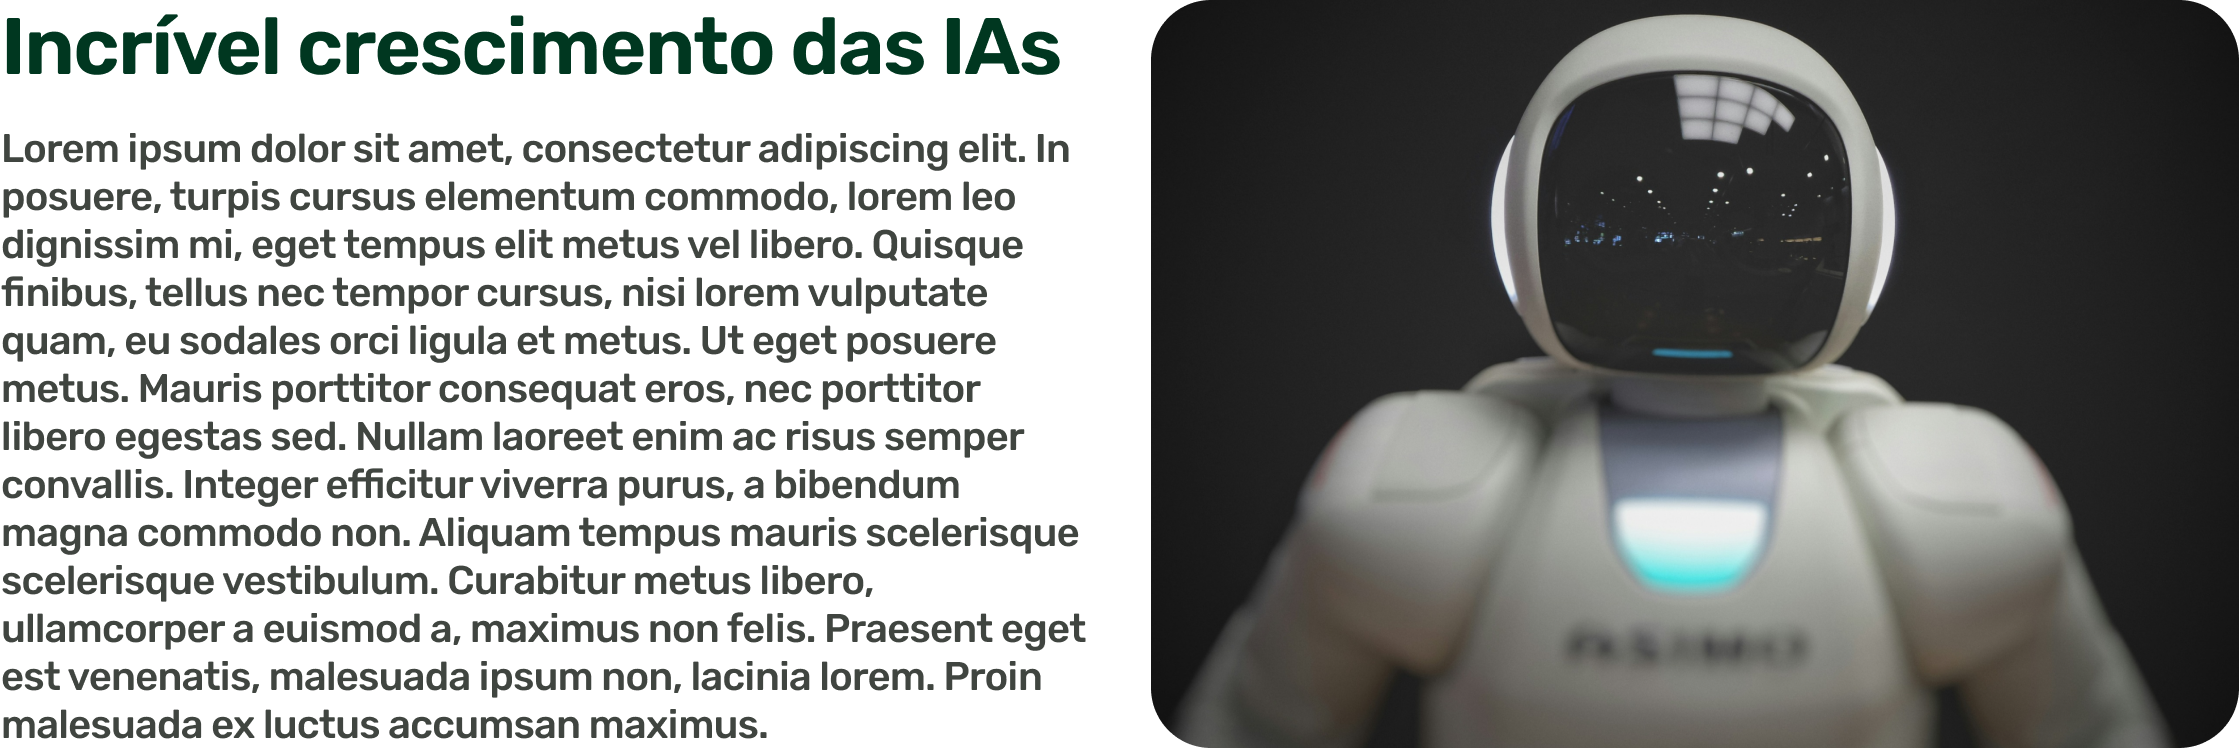 Incrível crescimento das IAs
Lorem ipsum dolor sit amet, consectetur adipiscing elit. In
posuere, turpis cursus elementum commodo, lorem leo
dignissim mi, eget tempus elit metus vel libero. Quisque
finibus, tellus nec tempor cursus, nisi lorem vulputate
quam, eu sodales orci ligula et metus. Ut eget posuere
metus. Mauris porttitor consequat eros, nec porttitor
libero egestas sed. Nullam laoreet enim ac risus semper
convallis. Integer efficitur viverra purus, a bibendum
magna commodo non. Aliquam tempus mauris scelerisque
scelerisque vestibulum. Curabitur metus libero,
ullamcorper a euismod a, maximus non felis. Praesent eget
est venenatis, malesuada ipsum non, lacinia lorem. Proin
malesuada ex luctus accumsan maximus.
ASIMO